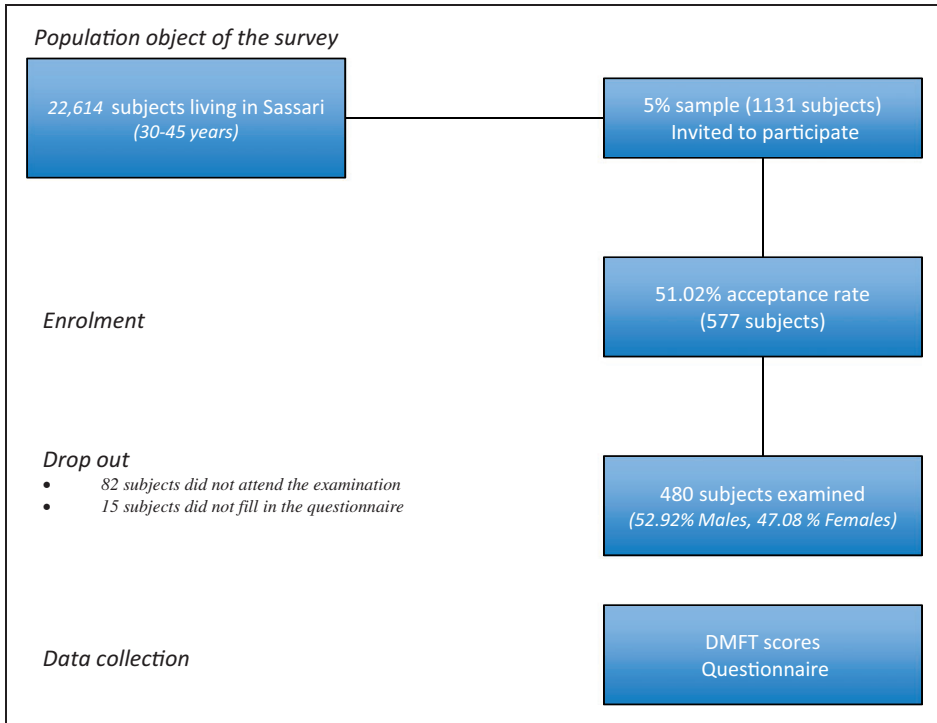 Population object of the survey
22,614 subjects living in Sassari
(30-45 years)
5% sample (1131 subjects)
Invited to participate
Enrolment
51.02% acceptance rate
(577 subjects)
Drop out
• 82 subjects did not attend the examination
• 15 subjects did not fill in the questionnaire
480 subjects examined
(52.92% Males, 47.08 % Females)
Data collection
DMFT scores
Questionnaire